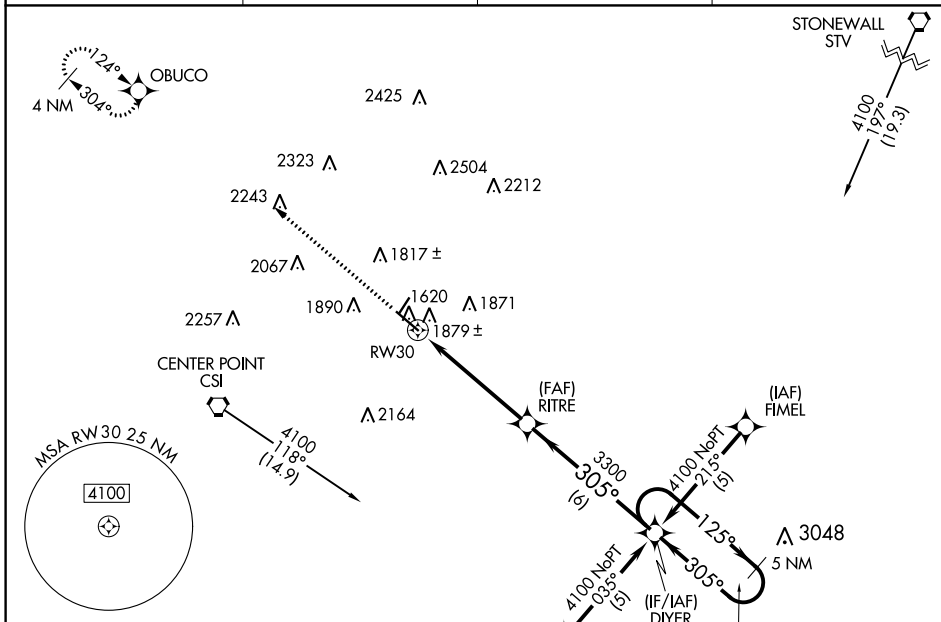 STONEWALL
STV
124°
OBUCO
304°
4 NM
2425
4100
197°
(19.3)
2323
2504
2212
2243
1817 ±
2067
1620
1871
1890
2257
1879 ±
RW30
CENTER POINT
CSI
(FAF)
RITRE
(IAF)
FIMEL
2164
4100
118°
(14.9)
MSA RW30 25 NM
4100
3300
305°
(6)
4100 NoPT
215°
(5)
125°
3048
5 NM
305°
4100 NoPT
035°
(5)
(IF/IAF)
DIYER